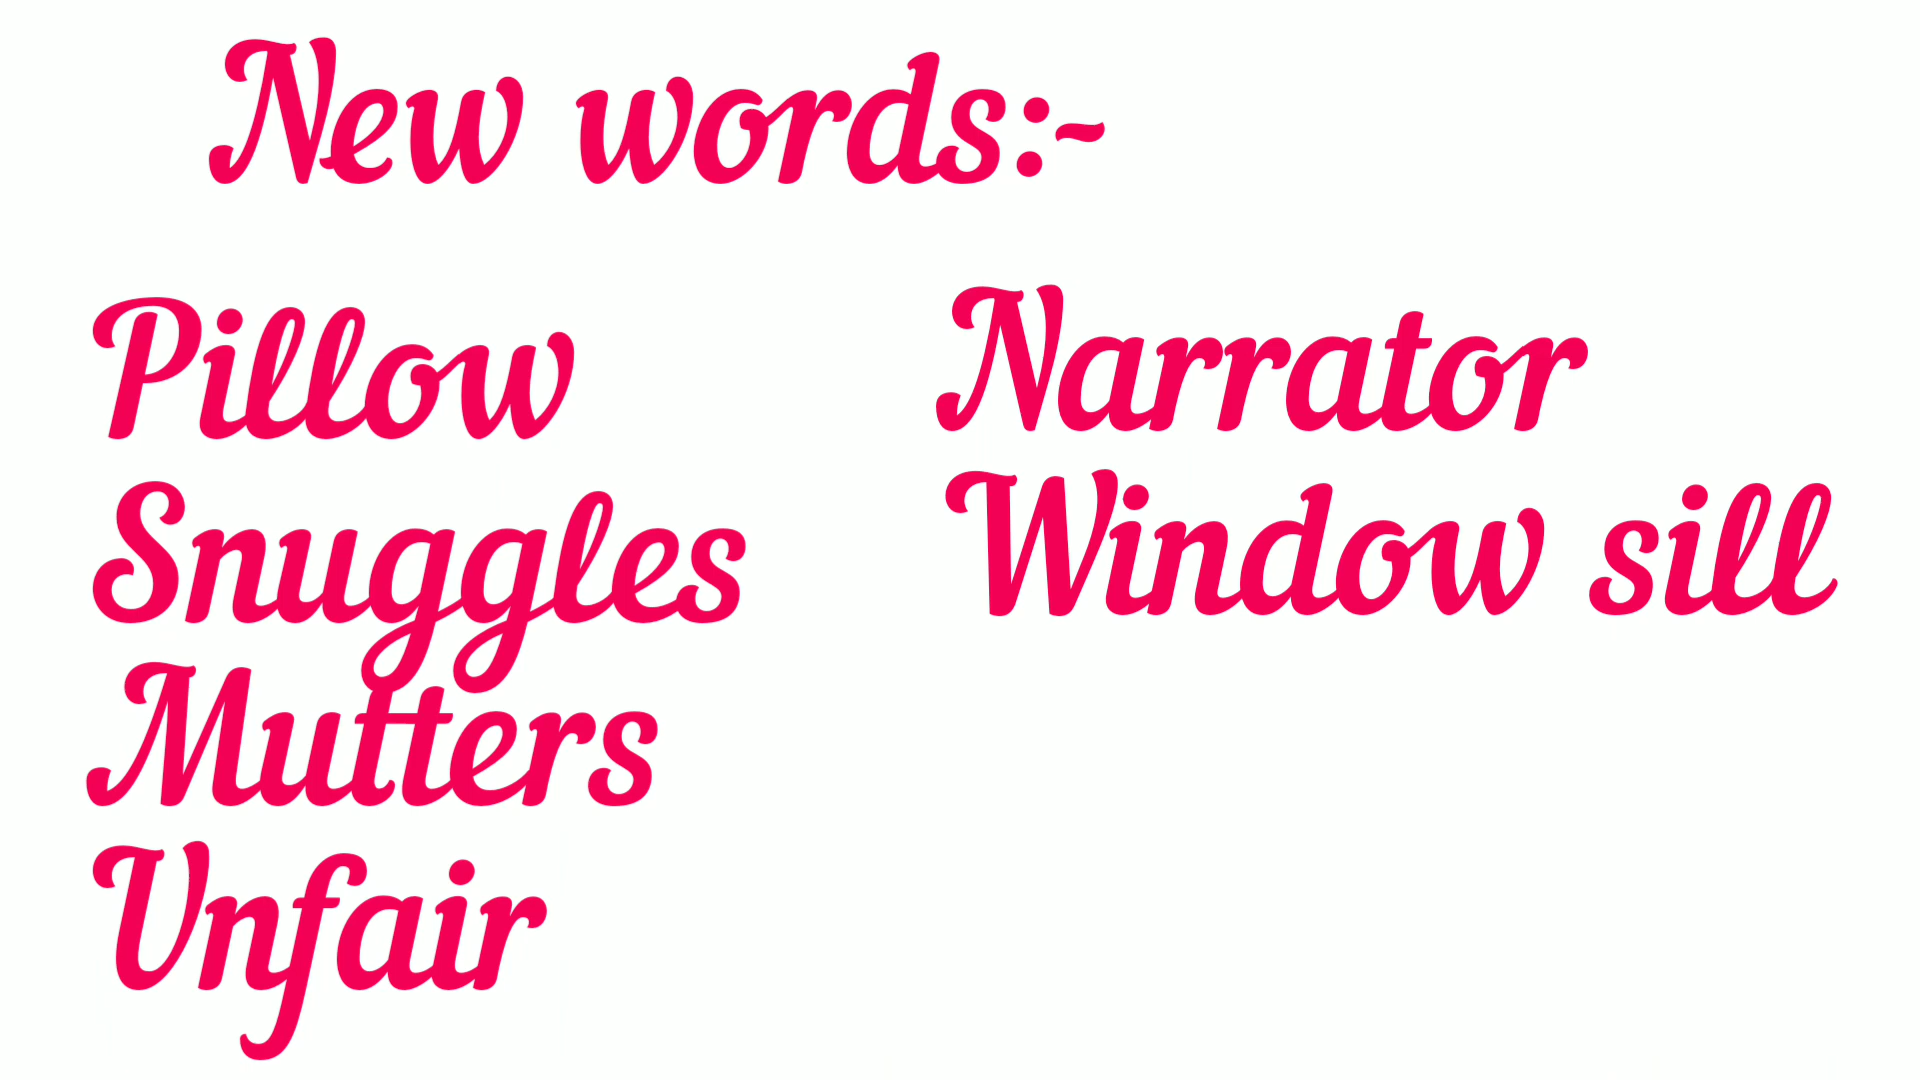 New words:-
Pillow
Snuggles
Mutters
Unfair
Narrator
Window sill